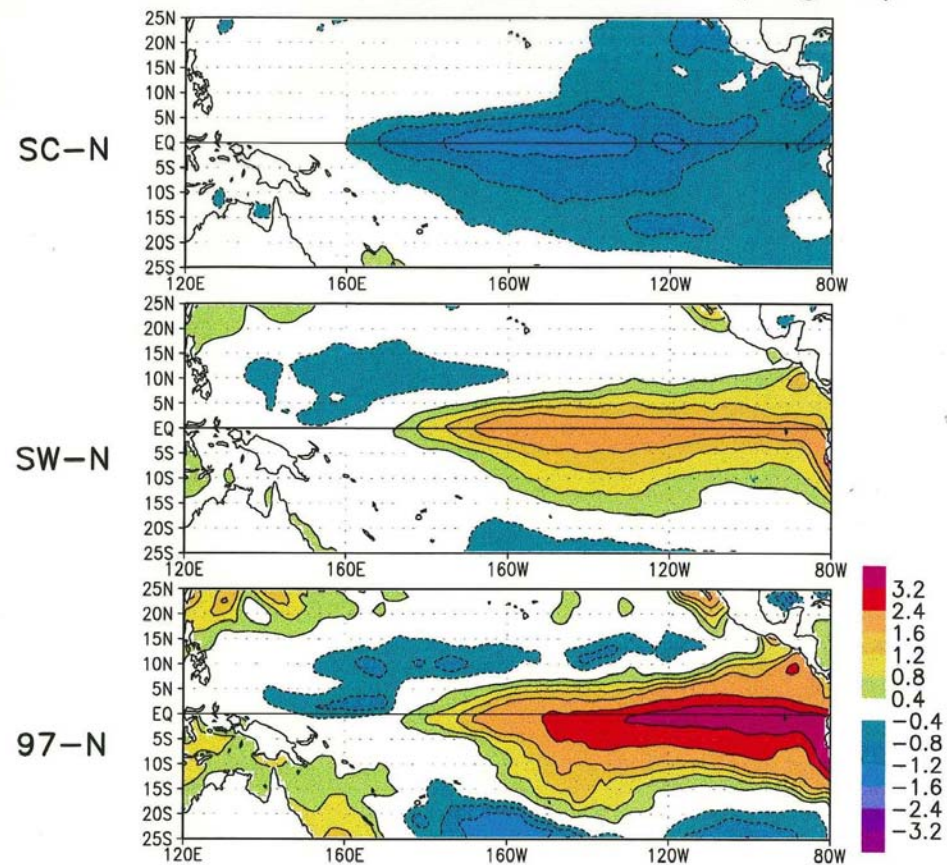 25N
20N
15N
10N
5N
EQ
5S
10S
15S
20S
25S
SC-N
120E 160E 160W 120W 80W
25N
20N
15N
10N
5N
EQ
5S
10S
15S
20S
25S
SW-N
120E 160E 160W 120W 80W
25N
20N
15N
10N
5N
EQ
5S
10S
15S
20S
25S
97-N
120E 160E 160W 120W 80W
3.2
2.4
1.6
1.2
0.8
0.4
-0.4
-0.8
-1.2
-1.6
-2.4
-3.2